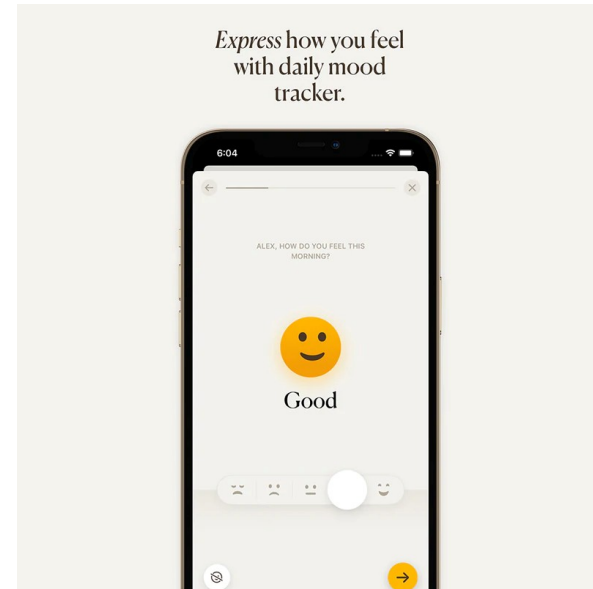 Express how you feel
with daily mood
tracker.
6:04
ALEX, HOW DO YOU FEEL THIS
MORNING?
Good